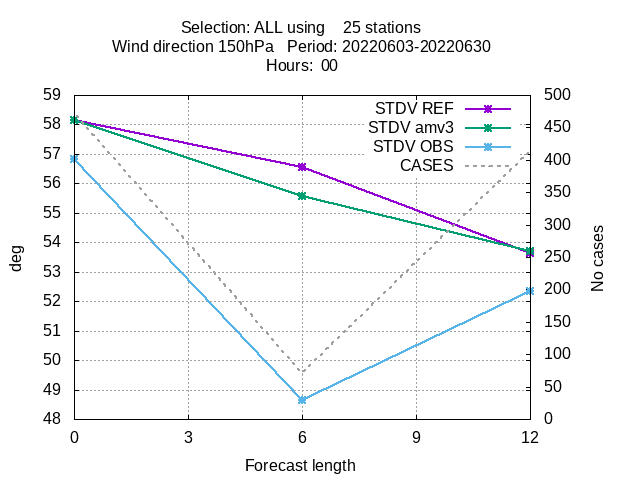 Selection: ALL using    25 stations
Wind direction 150hPa   Period: 20220603-20220630
Hours:  00
59
58
57
56
55
54
53
52
51
50
49
48
deg
STDV REF
STDV amv3
STDV OBS
CASES
500
450
400
350
300
250
200
150
100
50
0
No cases
0 3 6 9 12
Forecast length